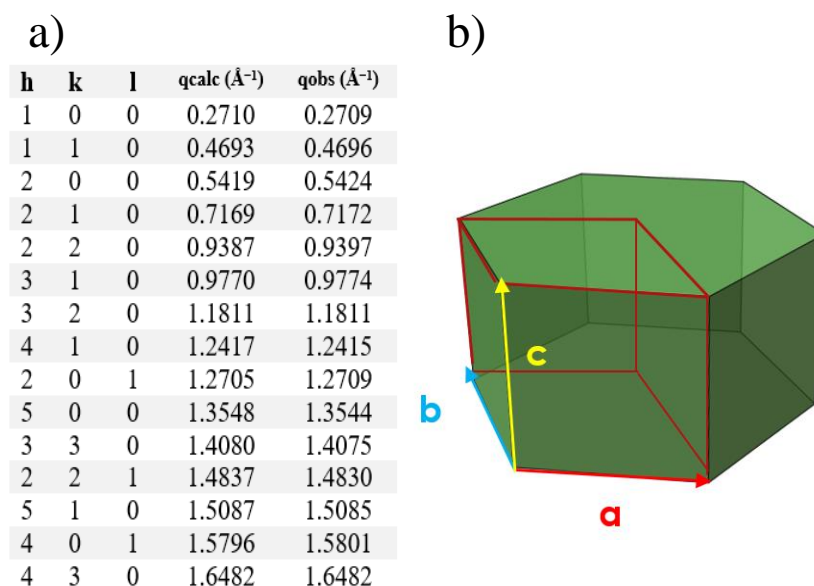 a)
b)
h k l qcalc (Å⁻¹) qobs (Å⁻¹)
1 0 0 0.2710 0.2709
1 1 0 0.4693 0.4696
2 0 0 0.5419 0.5424
2 1 0 0.7169 0.7172
2 2 0 0.9387 0.9397
3 1 0 0.9770 0.9774
3 2 0 1.1811 1.1811
4 1 0 1.2417 1.2415
2 0 1 1.2705 1.2709
5 0 0 1.3548 1.3544
3 3 0 1.4080 1.4075
2 2 1 1.4837 1.4830
5 1 0 1.5087 1.5085
4 0 1 1.5796 1.5801
4 3 0 1.6482 1.6482
c
b
a